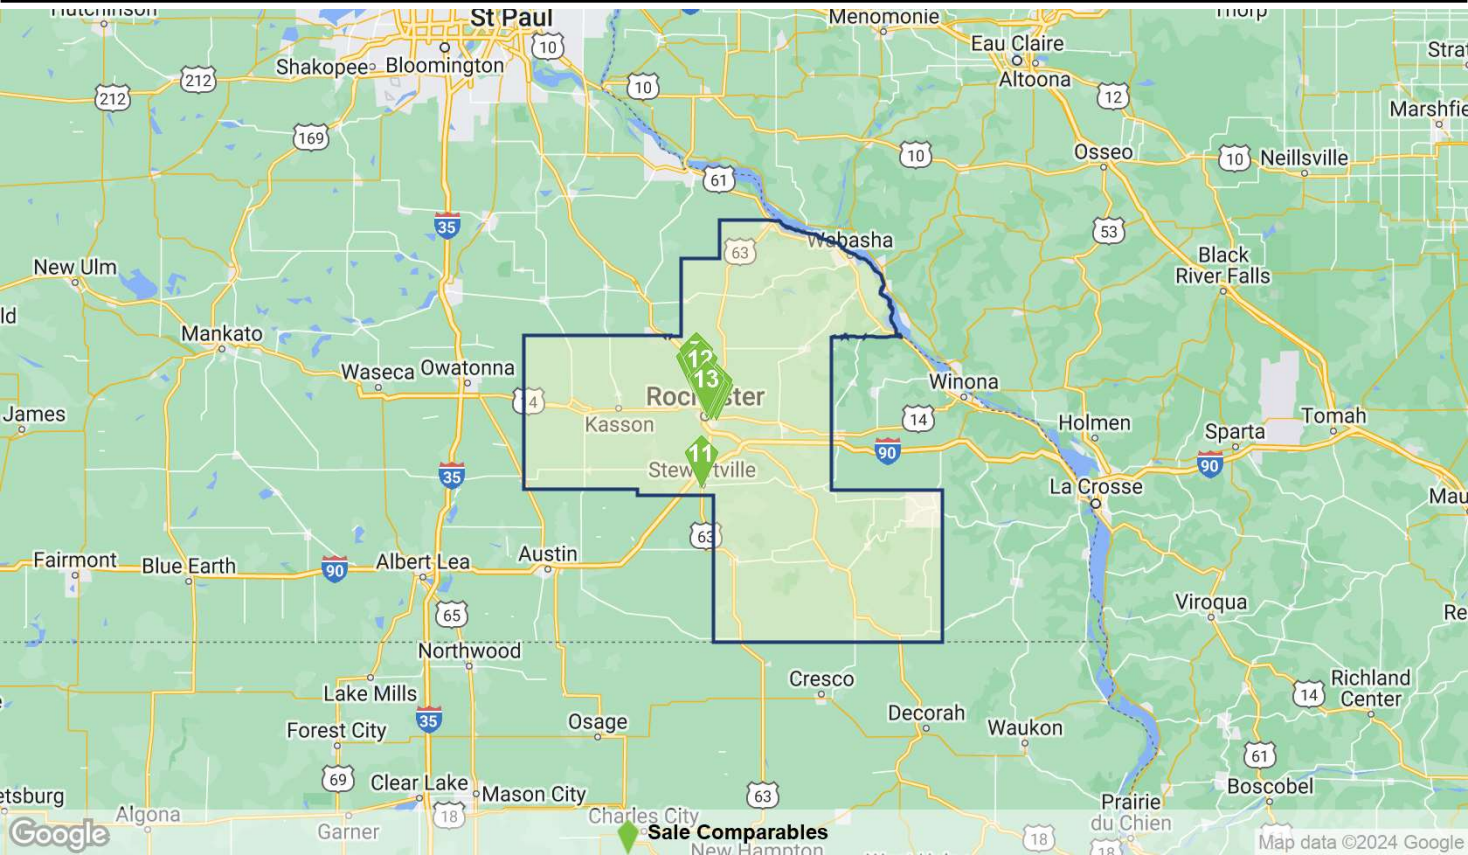 St Paul
Menomonie
10
Eau Claire
Shakopee
Bloomington
Altoona
212
212
10
12
169
Osseo
10
10
Neillsville
61
35
53
63
Wabasha
Black
River Falls
New Ulm
Mankato
Waseca
Owatonna
12
13
Winona
James
Rochester
Kasson
14
Holmen
Tomah
Sparta
11
90
90
Stewartville
35
La Crosse
63
Fairmont
Blue Earth
90
Albert Lea
Austin
65
Viroqua
Northwood
Cresco
Richland
Center
14
Lake Mills
Decorah
35
Osage
Waukon
Forest City
61
69
Clear Lake
Mason City
63
Boscobel
Algona
18
Charles City
Prairie
du Chien
Garner
Google
Sale Comparables
18
18
New Hampton
Map data ©2024 Google